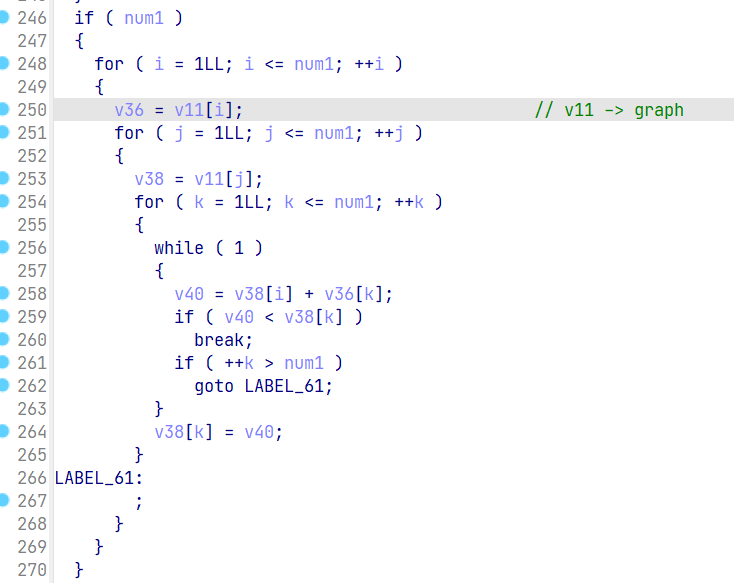 246 if ( num1 )
247 {
248 for ( i = 1LL; i <= num1; ++i )
249 {
250 v36 = v11[i]; // v11 -> graph
251 for ( j = 1LL; j <= num1; ++j )
252 {
253 v38 = v11[j];
254 for ( k = 1LL; k <= num1; ++k )
255 {
256 while ( 1 )
257 {
258 v40 = v38[i] + v36[k];
259 if ( v40 < v38[k] )
260 break;
261 if ( ++k > num1 )
262 goto LABEL_61;
263 }
264 v38[k] = v40;
265 }
266 LABEL_61:
267 ;
268 }
269 }
270 }